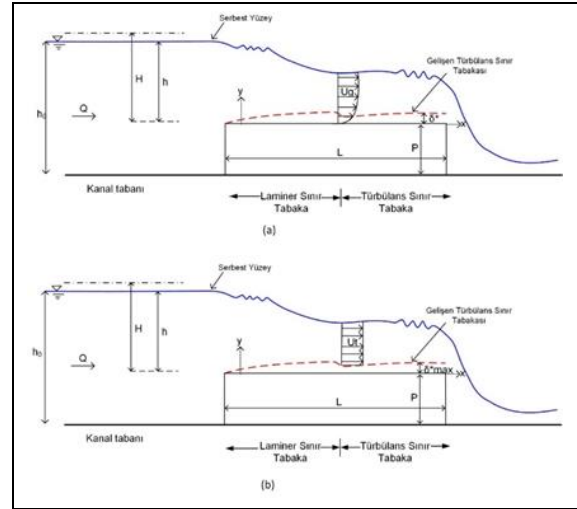 Serbest Yüzey
H
h
Gelişen Türbülans Sınır
Tabakası
h₀
Q
y
Ug
δ*
x
L
P
Kanal tabanı
Laminer Sınır
Tabaka
Türbülans Sınır
Tabaka
(a)
Serbest Yüzey
H
h
Gelişen Türbülans Sınır
Tabakası
h₀
Q
y
Ut
δ*max
x
L
P
Kanal tabanı
Laminer Sınır
Tabaka
Türbülans Sınır
Tabaka
(b)